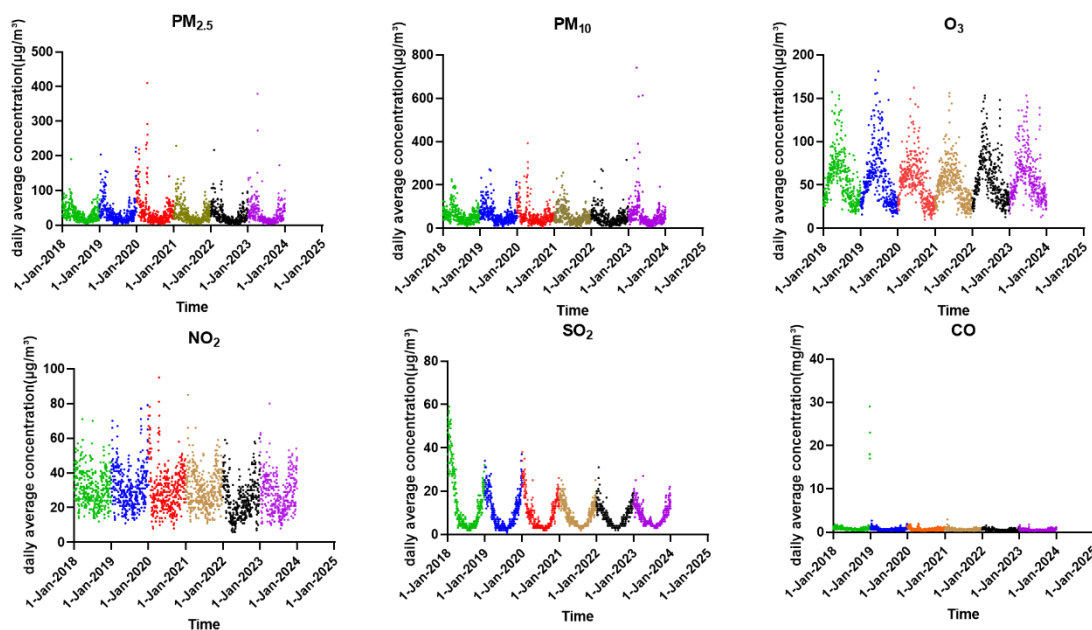 PM2.5
daily average concentration(μg/m³)
500
400
300
200
100
0
1-Jan-2018
1-Jan-2019
1-Jan-2020
1-Jan-2021
1-Jan-2022
1-Jan-2023
1-Jan-2024
1-Jan-2025
Time
PM10
daily average concentration(μg/m³)
800
600
400
200
0
1-Jan-2018
1-Jan-2019
1-Jan-2020
1-Jan-2021
1-Jan-2022
1-Jan-2023
1-Jan-2024
1-Jan-2025
Time
O3
daily average concentration(μg/m³)
200
150
100
50
0
1-Jan-2018
1-Jan-2019
1-Jan-2020
1-Jan-2021
1-Jan-2022
1-Jan-2023
1-Jan-2024
1-Jan-2025
Time
NO2
daily average concentration(μg/m³)
100
80
60
40
20
0
1-Jan-2018
1-Jan-2019
1-Jan-2020
1-Jan-2021
1-Jan-2022
1-Jan-2023
1-Jan-2024
1-Jan-2025
Time
SO2
daily average concentration(μg/m³)
80
60
40
20
0
1-Jan-2018
1-Jan-2019
1-Jan-2020
1-Jan-2021
1-Jan-2022
1-Jan-2023
1-Jan-2024
1-Jan-2025
Time
CO
daily average concentration(mg/m³)
40
30
20
10
0
1-Jan-2018
1-Jan-2019
1-Jan-2020
1-Jan-2021
1-Jan-2022
1-Jan-2023
1-Jan-2024
1-Jan-2025
Time